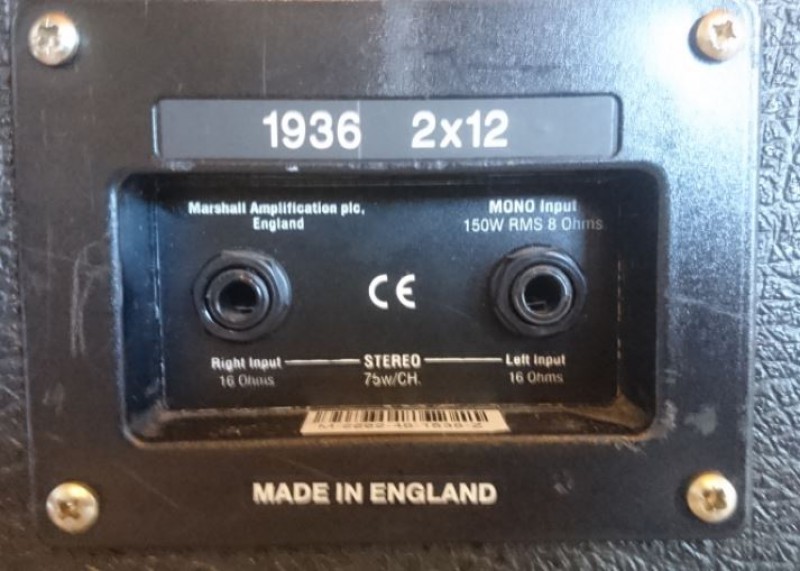 1936 2x12
Marshall Amplification plc,
England
MONO Input
150W RMS 8 Ohms
CE
Right Input
16 Ohms
STEREO
75w/CH.
Left Input
16 Ohms
MADE IN ENGLAND